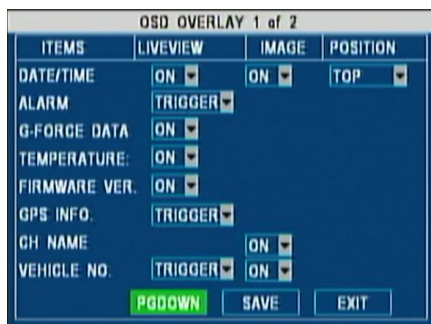 OSD OVERLAY 1 of 2
ITEMS LIVEVIEW IMAGE POSITION
DATE/TIME ON ON TOP
ALARM TRIGGER
G-FORCE DATA ON
TEMPERATURE: ON
FIRMWARE VER. ON
GPS INFO. TRIGGER
CH NAME ON
VEHICLE NO. TRIGGER ON
PGDOWN SAVE EXIT